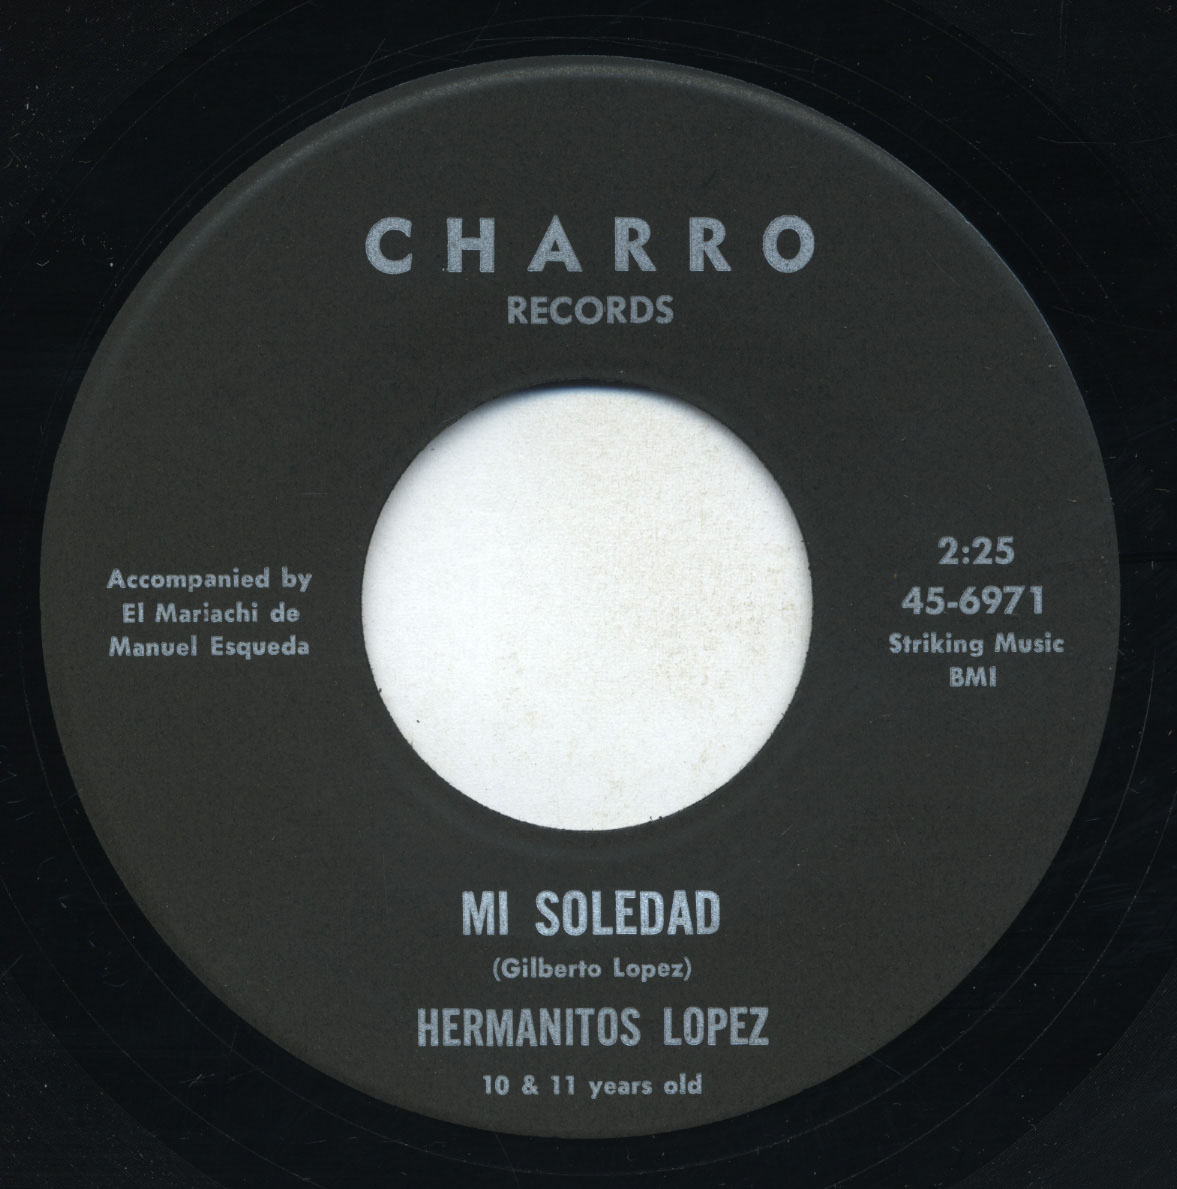 CHARRO
RECORDS
Accompanied by
El Mariachi de
Manuel Esqueda
2:25
45-6971
Striking Music
BMI
MI SOLEDAD
(Gilberto Lopez)
HERMANITOS LOPEZ
10 & 11 years old